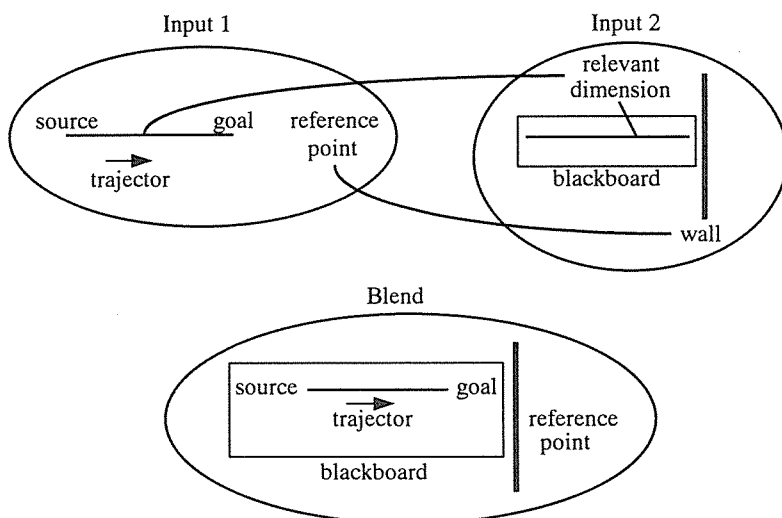 Input 1
source
goal
trajector
reference
point
Input 2
relevant
dimension
blackboard
wall
Blend
source
goal
trajector
blackboard
reference
point